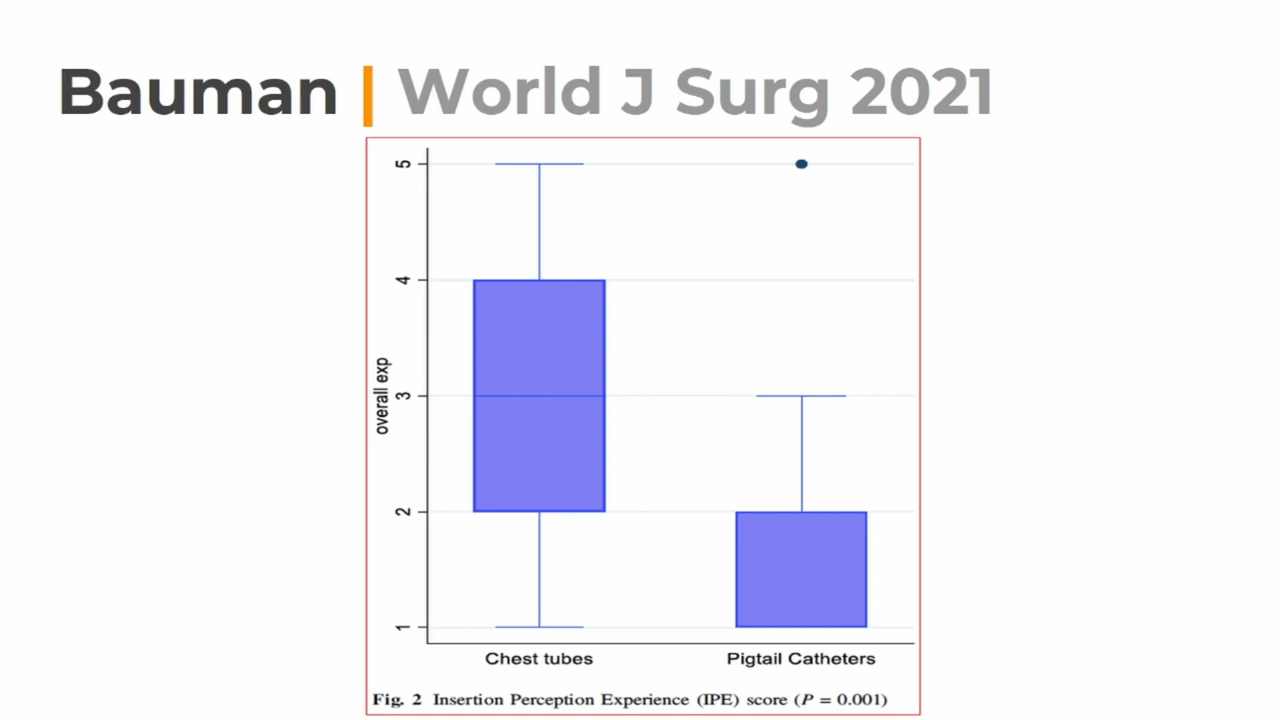 Bauman | World J Surg 2021
5
4
3
2
1
overall exp
Chest tubes
Pigtail Catheters
Fig. 2 Insertion Perception Experience (IPE) score (P = 0.001)